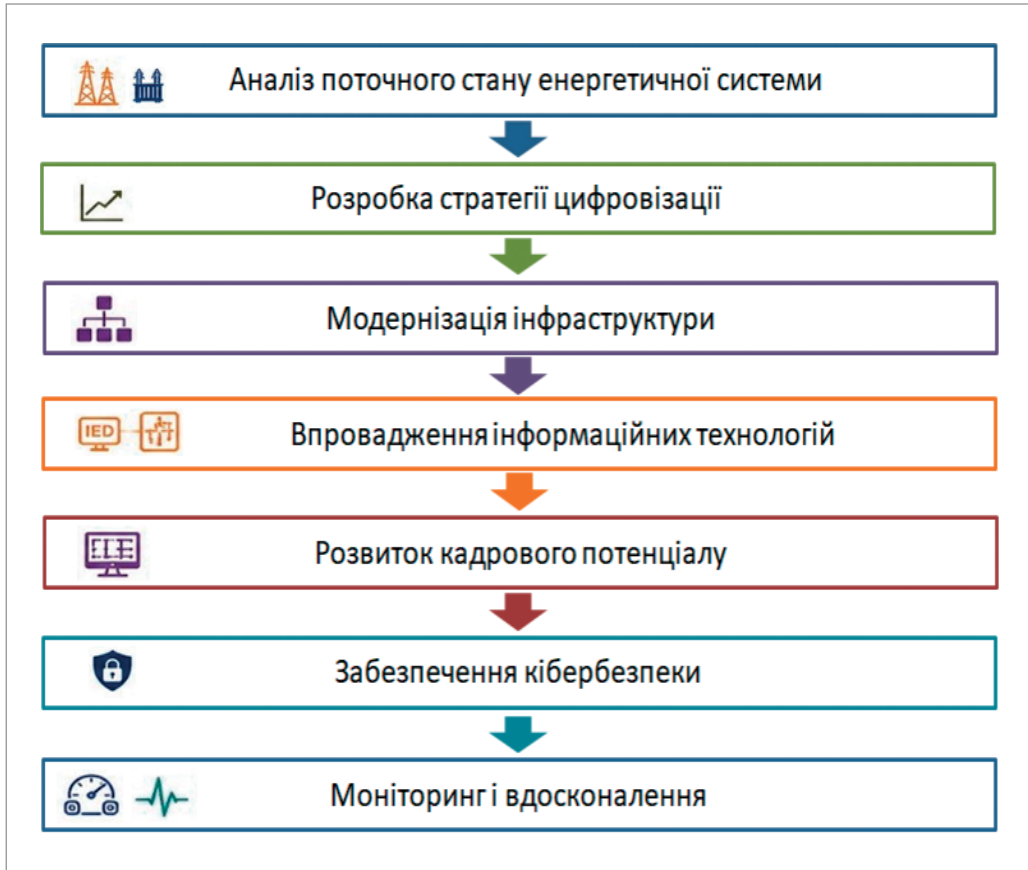 Аналіз поточного стану енергетичної системи
Розробка стратегії цифровізації
Модернізація інфраструктури
IED
Впровадження інформаційних технологій
Розвиток кадрового потенціалу
Забезпечення кібербезпеки
Моніторинг і вдосконалення